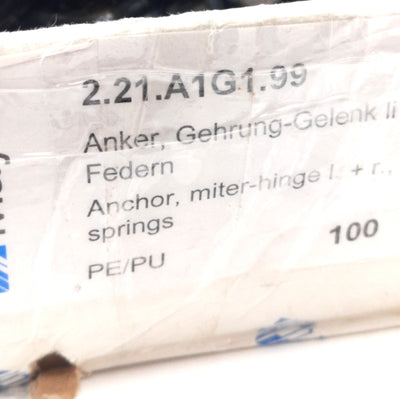 2.21.A1G1.99
Anker, Gehrung-Gelenk li
Federn
Anchor, miter-hinge l. + r.,
springs
100
PE/PU